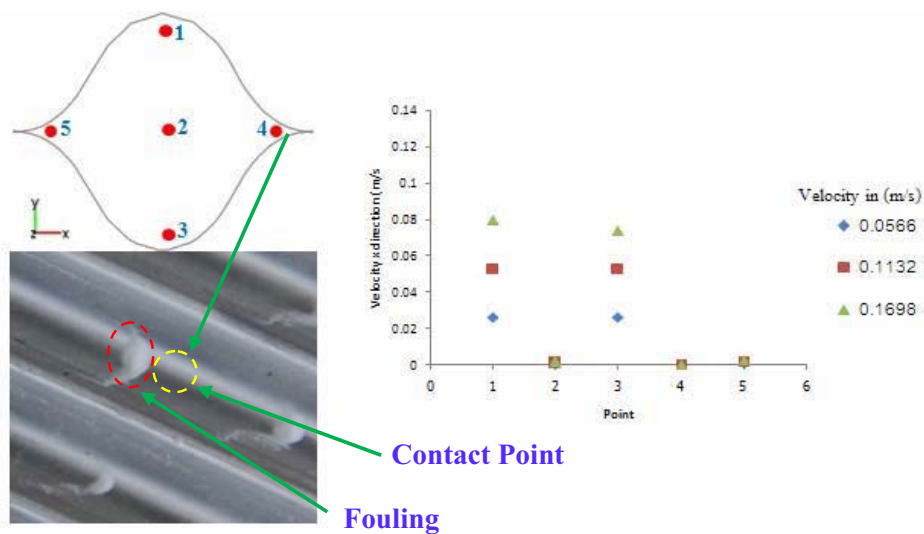 1
5
2
4
3
y
z
x
0.14
0.12
0.1
0.08
0.06
0.04
0.02
0
0 1 2 3 4 5 6
Velocity x direction (m/s
Point
Velocity in (m/s)
0.0566
0.1132
0.1698
Contact Point
Fouling